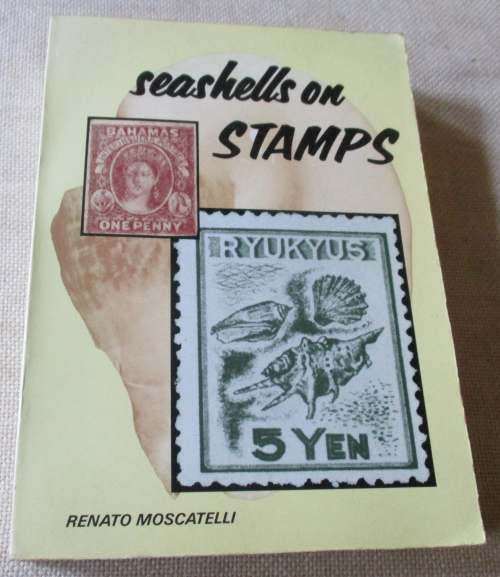 seashells on
STAMPS
BAHAMAS
ONE PENNY
RYUKYUS
5 YEN
RENATO MOSCATELLI